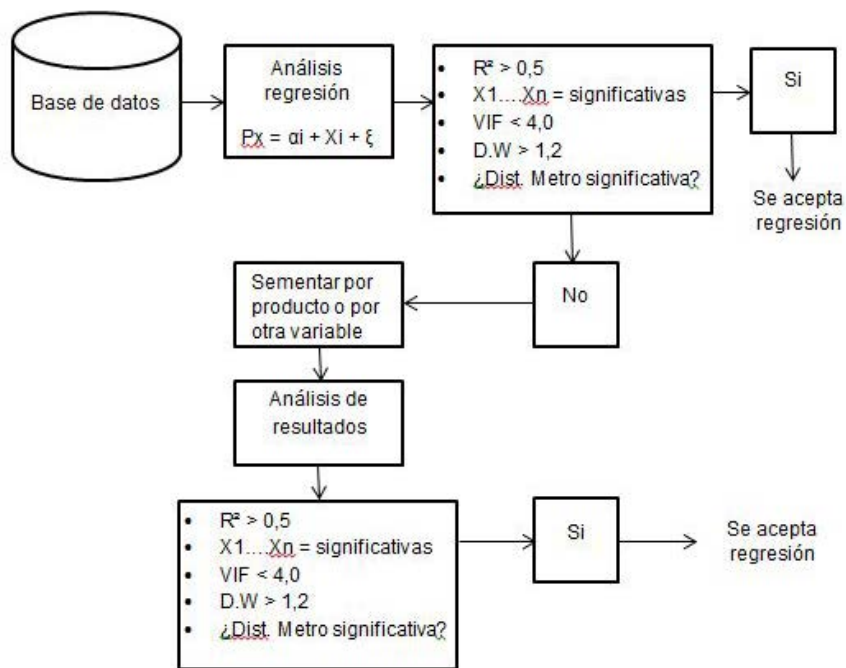 Base de datos
Análisis
regresión
Px = αi + Xi + ξ
• R² > 0,5
• X1....Xn = significativas
• VIF < 4,0
• D.W > 1,2
• ¿Dist. Metro significativa?
Si
Se acepta
regresión
No
Sementar por
producto o por
otra variable
Análisis de
resultados
• R² > 0,5
• X1....Xn = significativas
• VIF < 4,0
• D.W > 1,2
• ¿Dist. Metro significativa?
Si
Se acepta
regresión